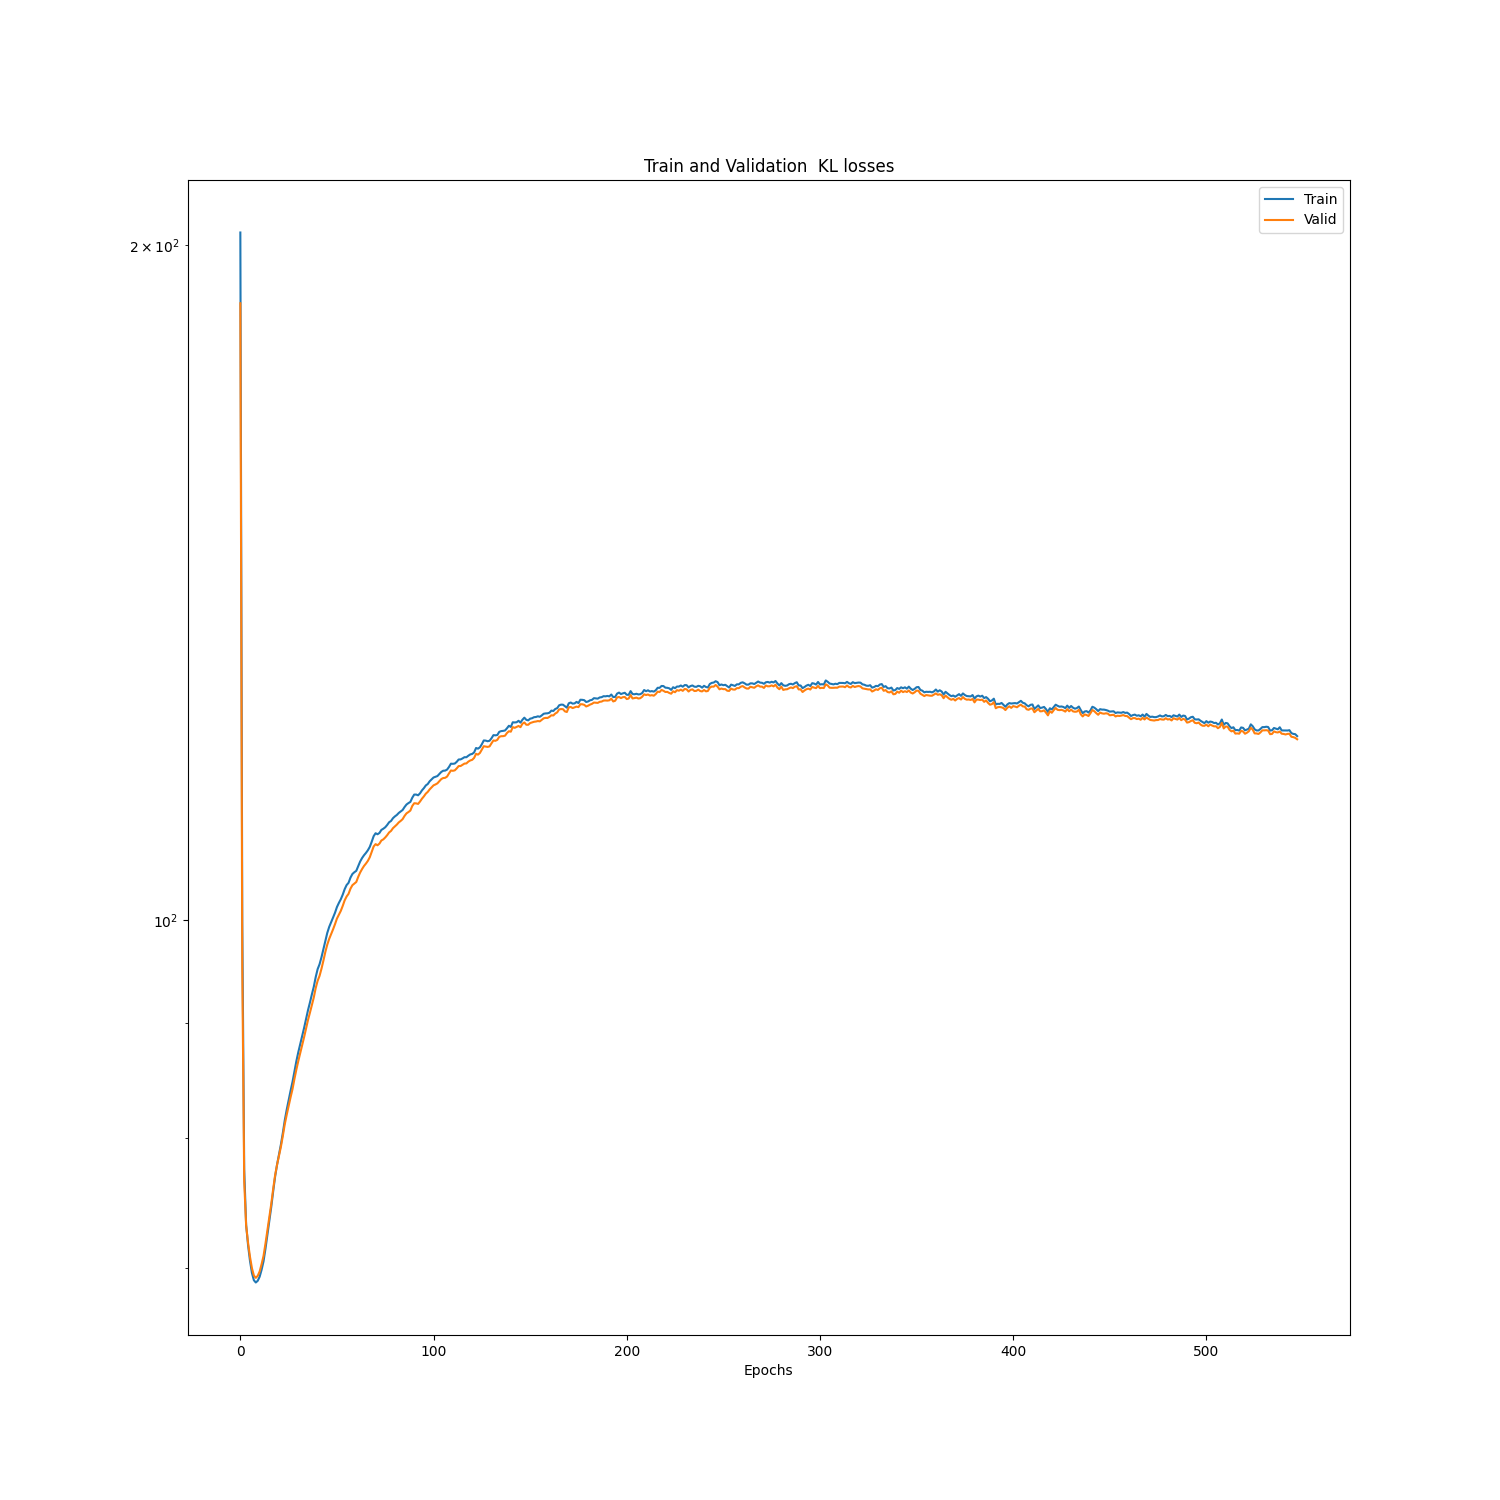 Train and Validation  KL losses
Train
Valid
2 × 10²
10²
0 100 200 300 400 500
Epochs